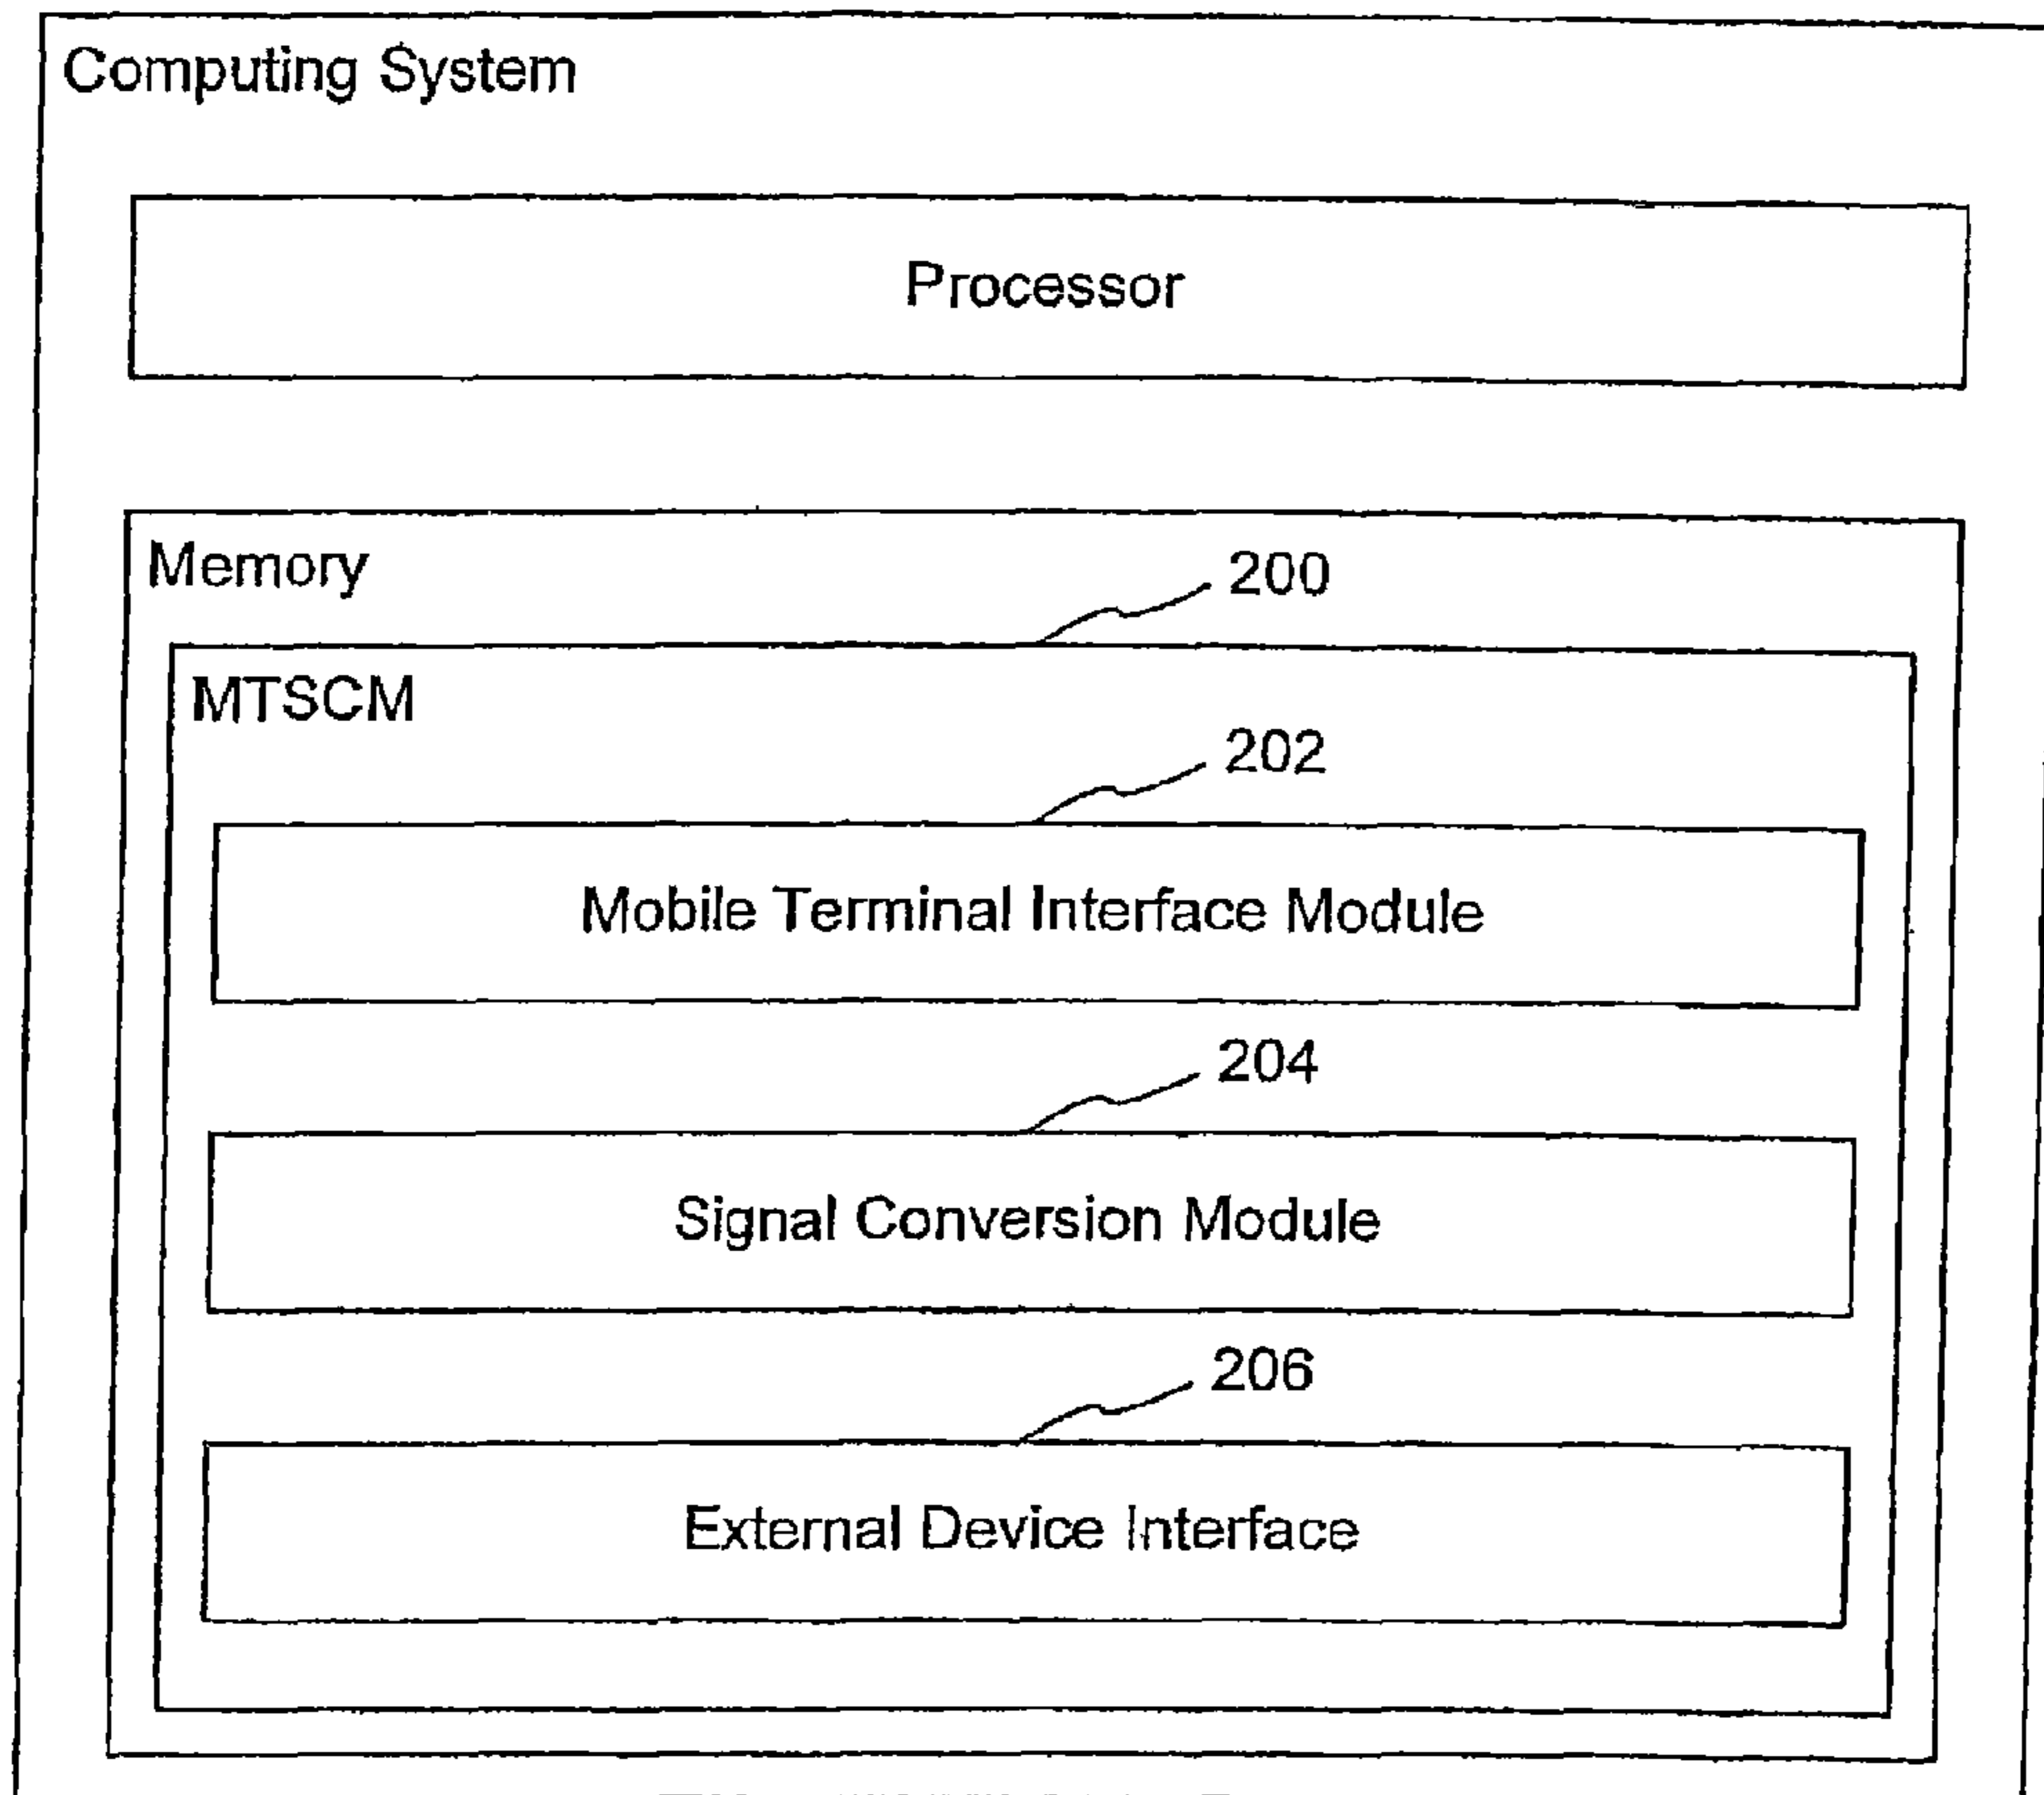 Computing System
Processor
Memory
200
MTSCM
202
Mobile Terminal Interface Module
204
Signal Conversion Module
206
External Device Interface